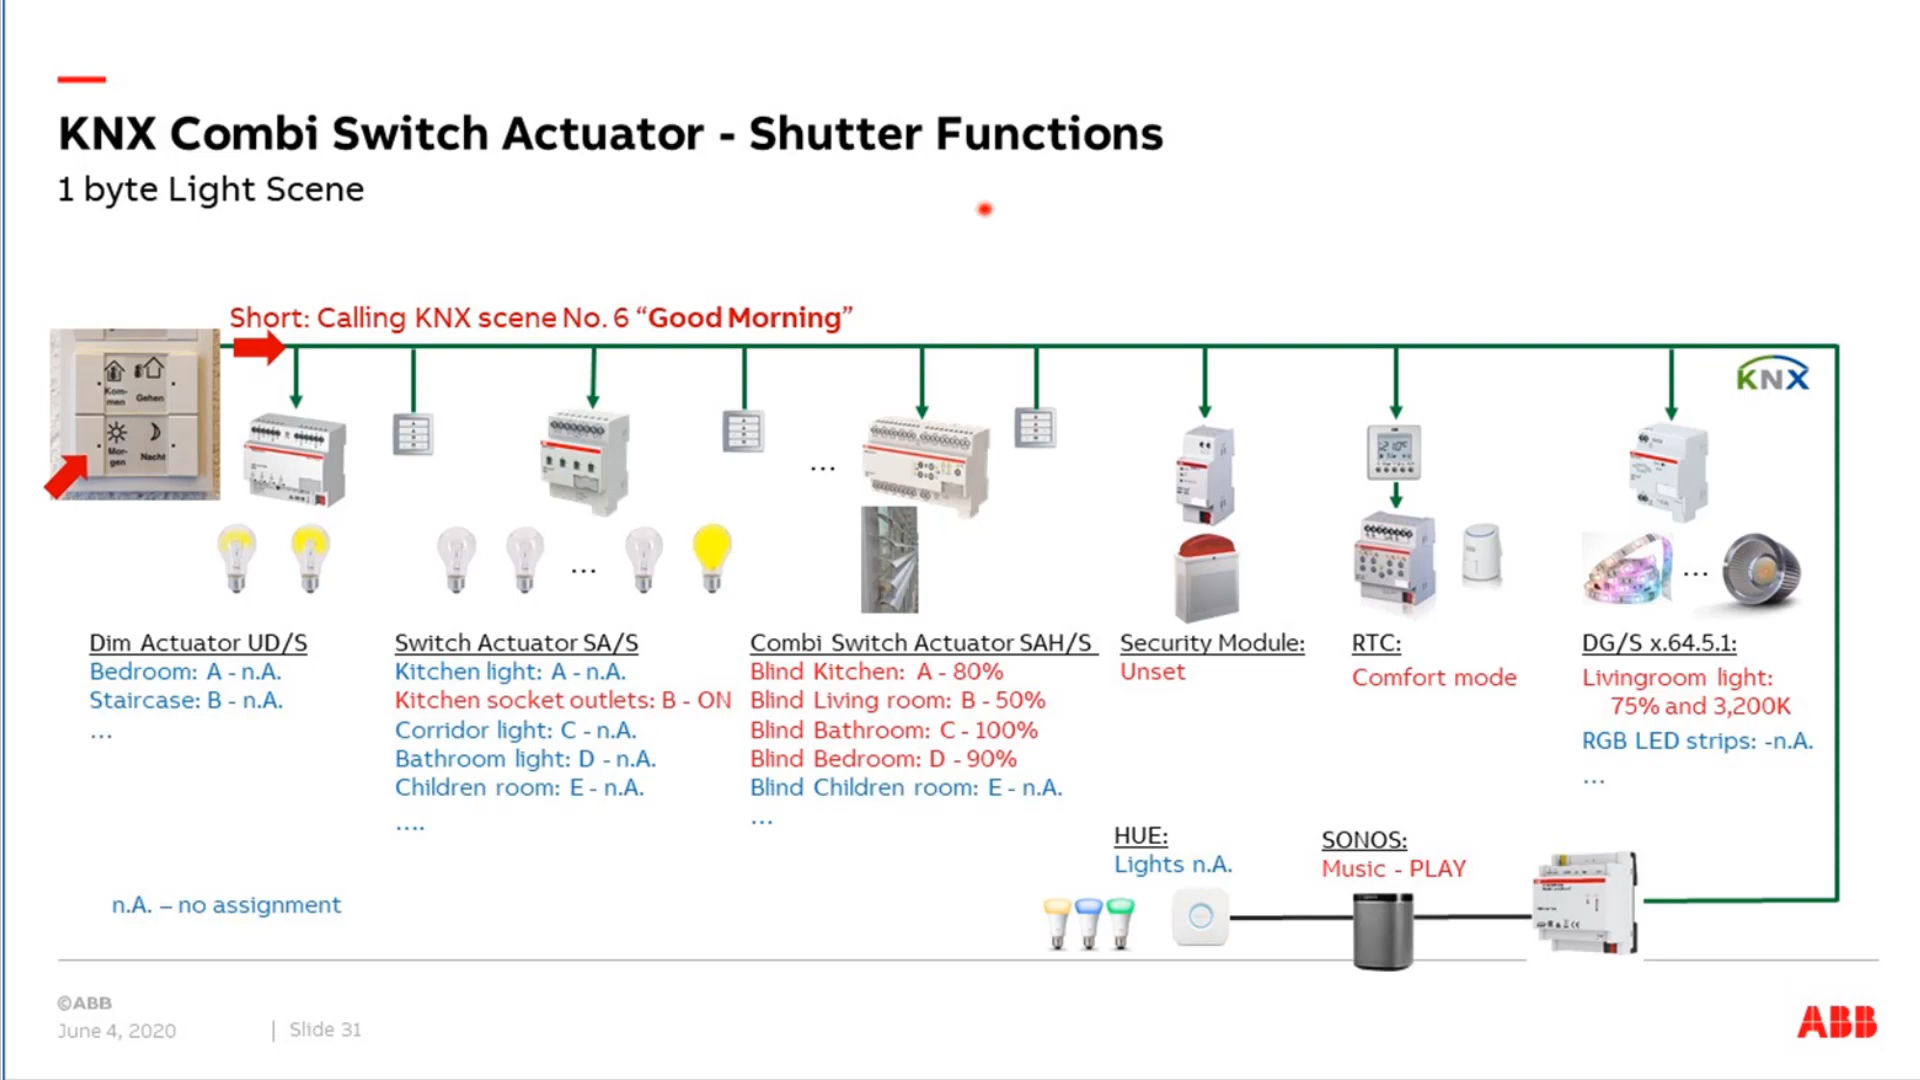 KNX Combi Switch Actuator - Shutter Functions
1 byte Light Scene
Short: Calling KNX scene No. 6 “Good Morning”
KNX
Kom-
men
Gehen
Mor-
gen
Nacht
...
...
...
Dim Actuator UD/S
Bedroom: A - n.A.
Staircase: B - n.A.
...
Switch Actuator SA/S
Kitchen light: A - n.A.
Kitchen socket outlets: B - ON
Corridor light: C - n.A.
Bathroom light: D - n.A.
Children room: E - n.A.
....
Combi Switch Actuator SAH/S
Blind Kitchen: A - 80%
Blind Living room: B - 50%
Blind Bathroom: C - 100%
Blind Bedroom: D - 90%
Blind Children room: E - n.A.
...
Security Module:
Unset
RTC:
Comfort mode
DG/S x.64.5.1:
Livingroom light:
75% and 3,200K
RGB LED strips: -n.A.
...
HUE:
Lights n.A.
SONOS:
Music - PLAY
n.A. – no assignment
©ABB
June 4, 2020 | Slide 31
ABB